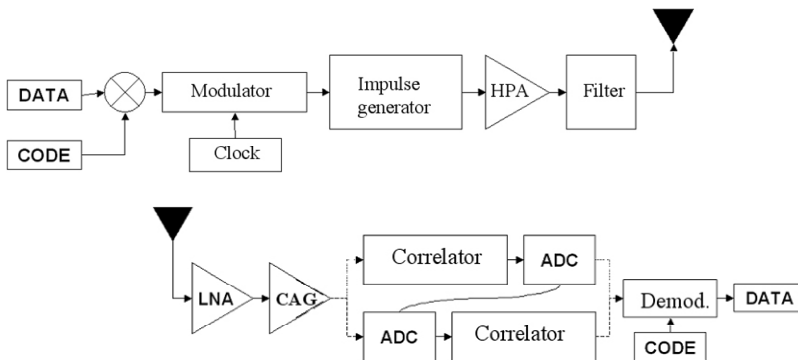 DATA
Modulator
Impulse
generator
HPA
Filter
CODE
Clock
LNA
CAG
Correlator
ADC
ADC
Correlator
Demod.
DATA
CODE